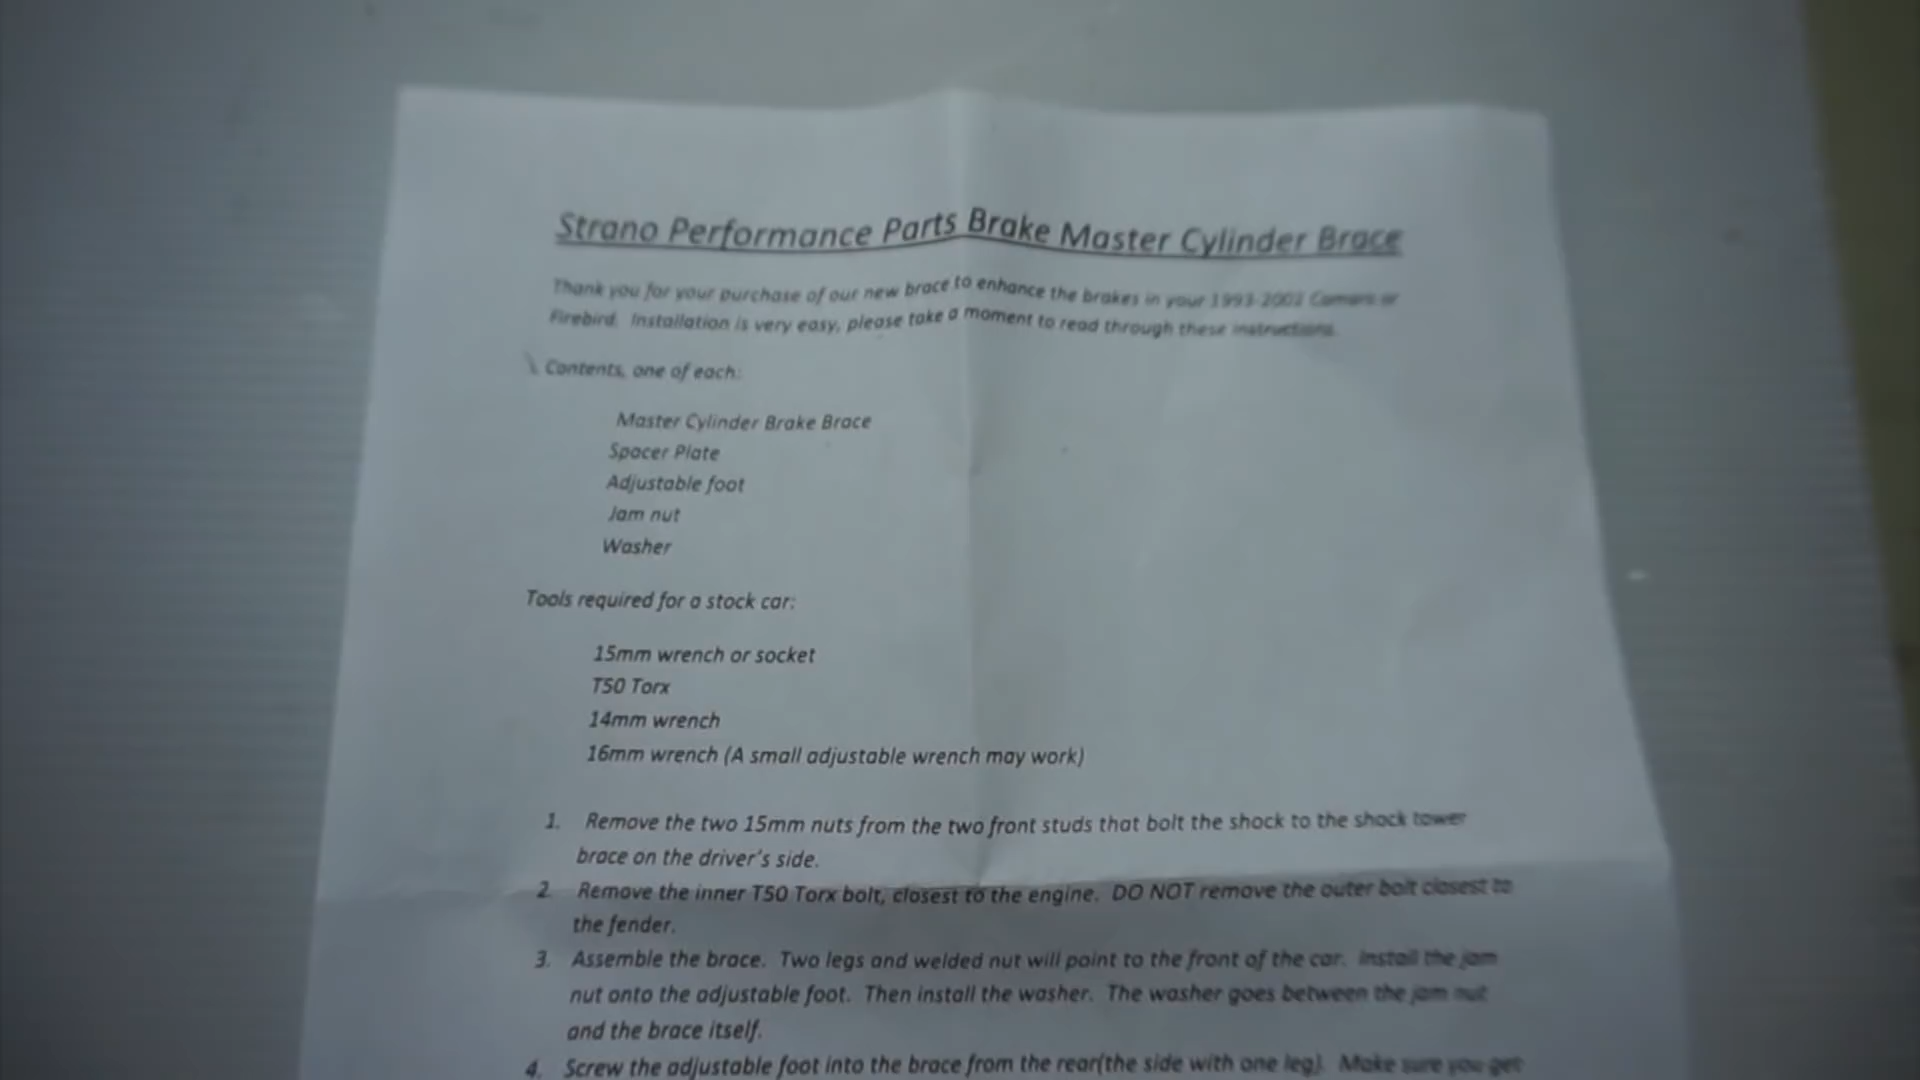 Strano Performance Parts Brake Master Cylinder Brace
Thank you for your purchase of our new brace to enhance the brakes in your 1993-2002 Camaro or
Firebird. Installation is very easy, please take a moment to read through these instructions.
Contents, one of each:
Master Cylinder Brake Brace
Spacer Plate
Adjustable foot
Jam nut
Washer
Tools required for a stock car:
15mm wrench or socket
T50 Torx
14mm wrench
16mm wrench (A small adjustable wrench may work)
1. Remove the two 15mm nuts from the two front studs that bolt the shock to the shock tower
brace on the driver's side.
2. Remove the inner T50 Torx bolt, closest to the engine. DO NOT remove the outer bolt closest to
the fender.
3. Assemble the brace. Two legs and welded nut will point to the front of the car. Install the jam
nut onto the adjustable foot. Then install the washer. The washer goes between the jam nut
and the brace itself.
4. Screw the adjustable foot into the brace from the rear(the side with one leg). Make sure you get